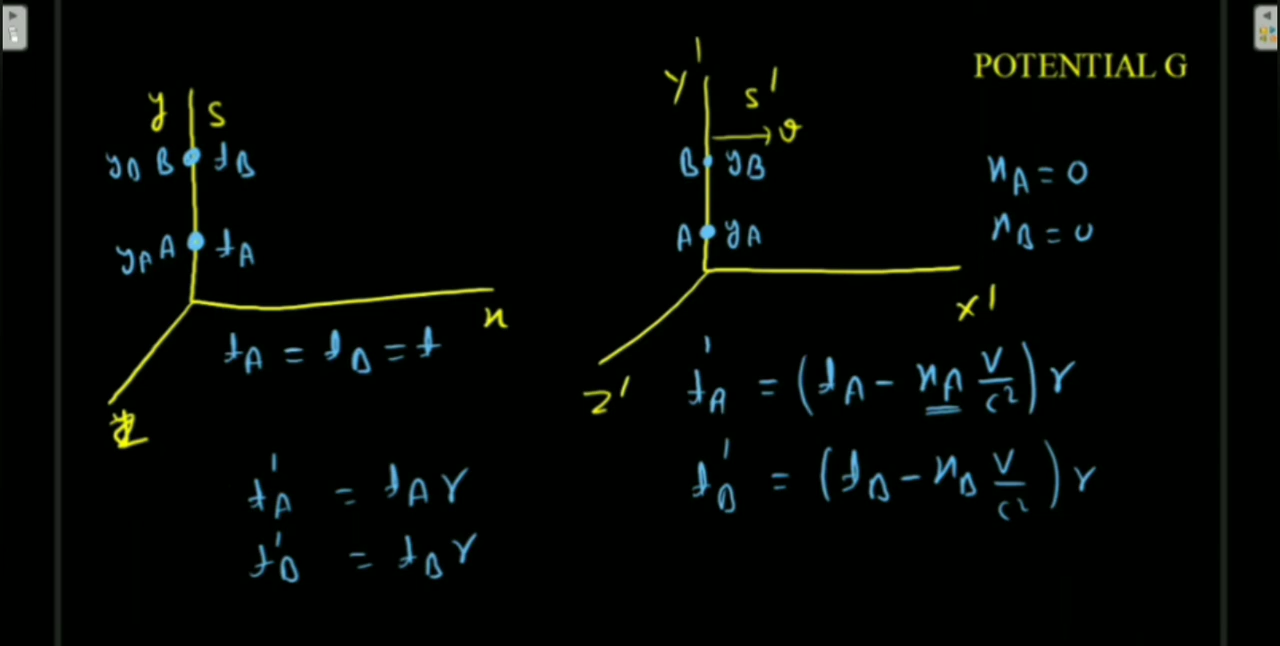 POTENTIAL G
y s
y_B B t_B
y_A A t_A
x
z
t_A = t_B = t
t'_A = t_A γ
t'_B = t_B γ
y' s'
→ v
B y_B
A y_A
x'
z'
x_A = 0
x_B = 0
t'_A = (t_A - x_A v/c²) γ
t'_B = (t_B - x_B v/c²) γ